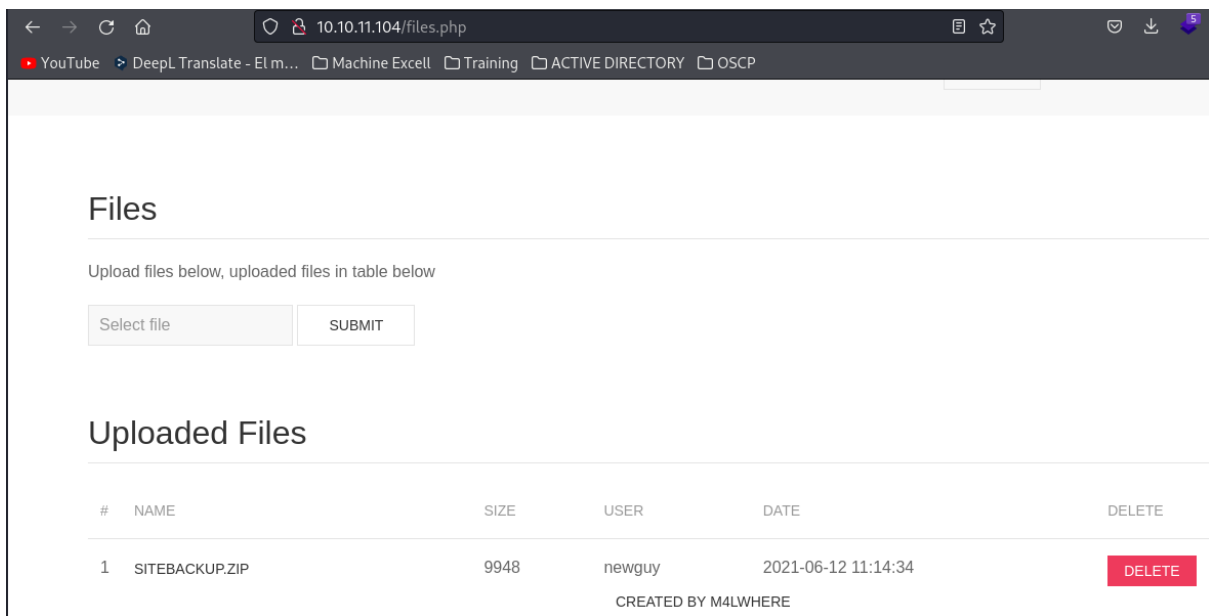 10.10.11.104/files.php
5
YouTube DeepL Translate - El m... Machine Excell Training ACTIVE DIRECTORY OSCP
Files
Upload files below, uploaded files in table below
Select file SUBMIT
Uploaded Files
# NAME SIZE USER DATE DELETE
1 SITEBACKUP.ZIP 9948 newguy 2021-06-12 11:14:34 DELETE
CREATED BY M4LWHERE